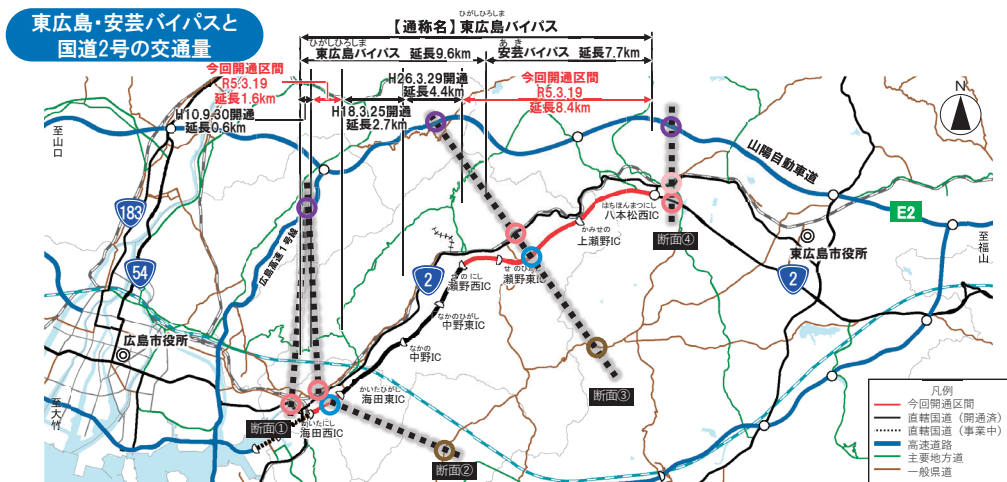 東広島・安芸バイパスと
国道2号の交通量
ひがしひろしま
【通称名】東広島バイパス
ひがしひろしま
東広島バイパス 延長9.6km
あき
安芸バイパス 延長7.7km
今回開通区間
R5.3.19
延長1.6km
H10.9.30開通
延長0.6km
H18.3.25開通
延長2.7km
H26.3.29開通
延長4.4km
今回開通区間
R5.3.19
延長8.4km
N
至山口
183
54
広島高速1号線
2
山陽自動車道
E2
至福山
はちほんまつにし
八本松西IC
かみせの
上瀬野IC
断面④
東広島市役所
2
瀬野東IC
せのにし
瀬野西IC
なかのひがし
中野東IC
なかの
中野IC
広島市役所
かいたひがし
海田東IC
かいたにし
海田西IC
至大竹
断面①
断面②
断面③
凡例
今回開通区間
直轄国道（開通済）
直轄国道（事業中）
高速道路
主要地方道
一般県道